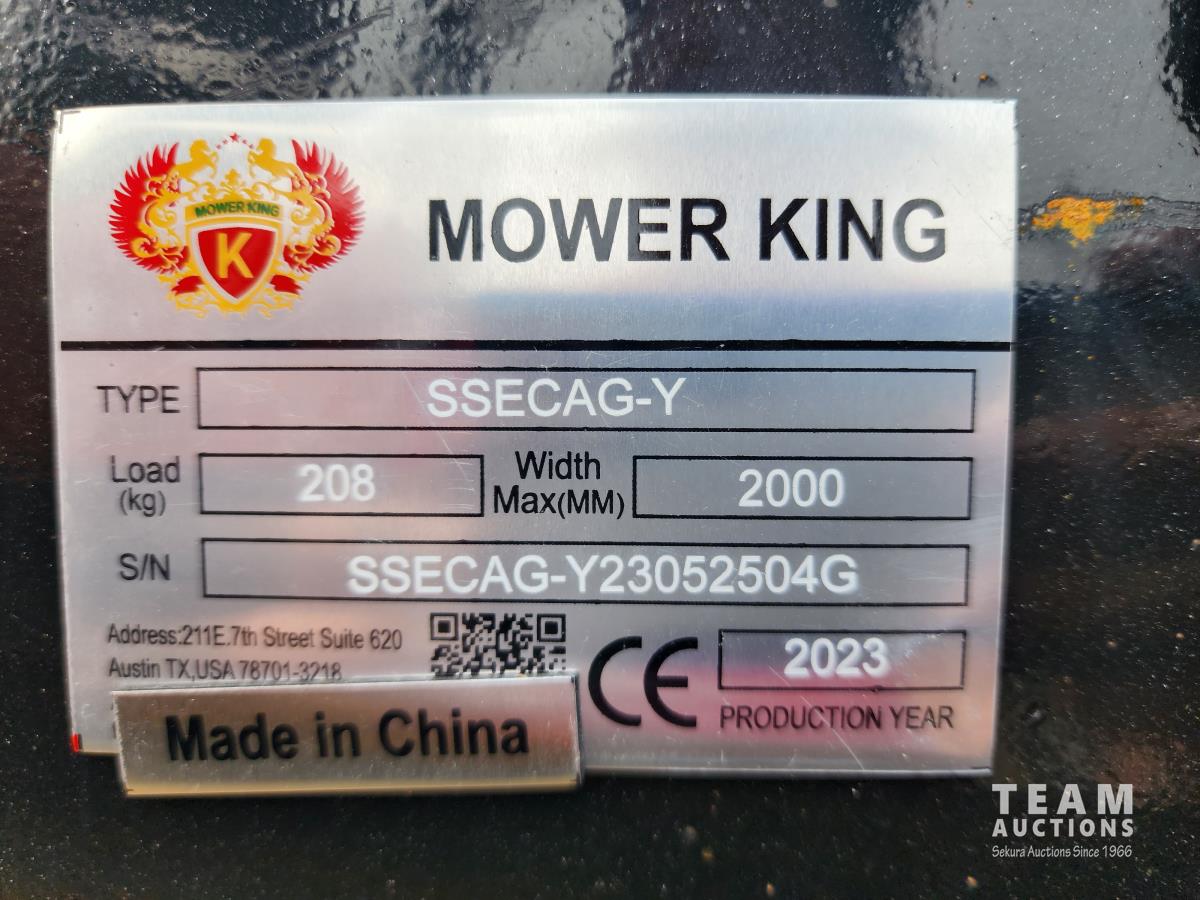 MOWER KING
K
MOWER KING
TYPE SSECAG-Y
Load (kg) 208 Width Max(MM) 2000
S/N SSECAG-Y23052504G
Address:211E.7th Street Suite 620
Austin TX,USA 78701-3218
CE 2023
PRODUCTION YEAR
Made in China
TEAM
AUCTIONS
Sekura Auctions Since 1966